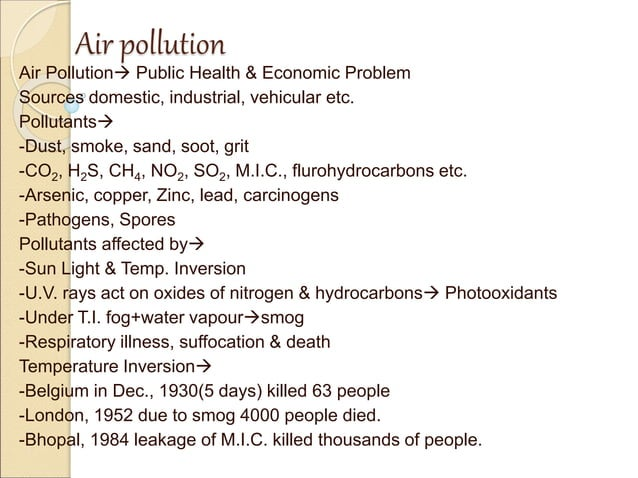 Air pollution
Air Pollution→ Public Health & Economic Problem
Sources domestic, industrial, vehicular etc.
Pollutants→
-Dust, smoke, sand, soot, grit
-CO₂, H₂S, CH₄, NO₂, SO₂, M.I.C., flurohydrocarbons etc.
-Arsenic, copper, Zinc, lead, carcinogens
-Pathogens, Spores
Pollutants affected by→
-Sun Light & Temp. Inversion
-U.V. rays act on oxides of nitrogen & hydrocarbons→ Photooxidants
-Under T.I. fog+water vapour→smog
-Respiratory illness, suffocation & death
Temperature Inversion→
-Belgium in Dec., 1930(5 days) killed 63 people
-London, 1952 due to smog 4000 people died.
-Bhopal, 1984 leakage of M.I.C. killed thousands of people.